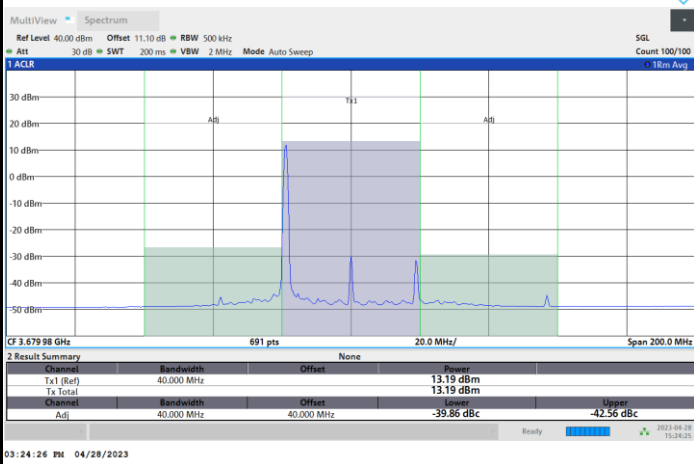 MultiView Spectrum
Ref Level 40.00 dBm Offset 11.10 dB RBW 500 kHz SGL
Att 30 dB SWT 200 ms VBW 2 MHz Mode Auto Sweep Count 100/100
1 ACLR 1Rm Avg
30 dBm
Tx1
20 dBm
Adj Adj
10 dBm
0 dBm
-10 dBm
-20 dBm
-30 dBm
-40 dBm
-50 dBm
CF 3.679 98 GHz 691 pts 20.0 MHz/ Span 200.0 MHz
2 Result Summary None
Channel Bandwidth Offset Power
Tx1 (Ref) 40.000 MHz 13.19 dBm
Tx Total 13.19 dBm
Channel Bandwidth Offset Lower Upper
Adj 40.000 MHz 40.000 MHz -39.86 dBc -42.56 dBc
Ready 2023-04-28
15:24:25
03:24:26 PM 04/28/2023